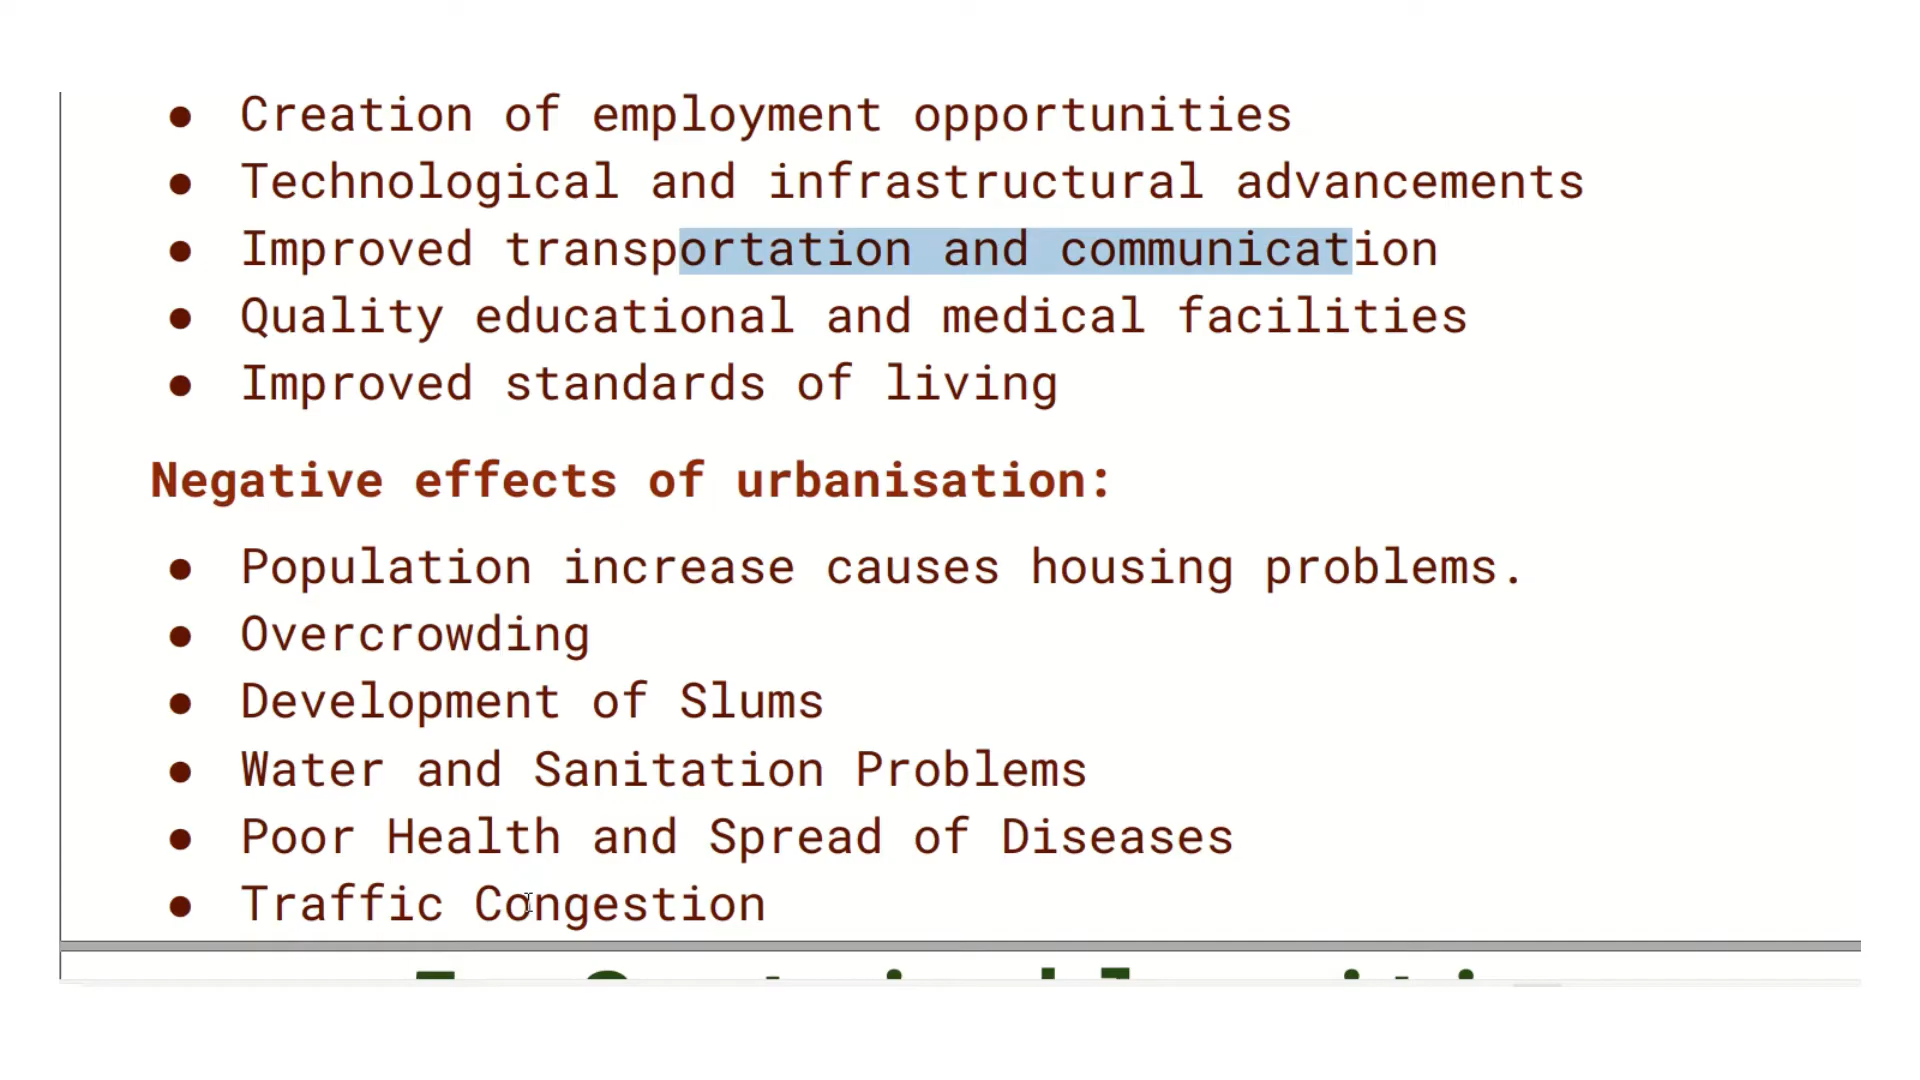 ● Creation of employment opportunities
● Technological and infrastructural advancements
● Improved transportation and communication
● Quality educational and medical facilities
● Improved standards of living
Negative effects of urbanisation:
● Population increase causes housing problems.
● Overcrowding
● Development of Slums
● Water and Sanitation Problems
● Poor Health and Spread of Diseases
● Traffic Congestion